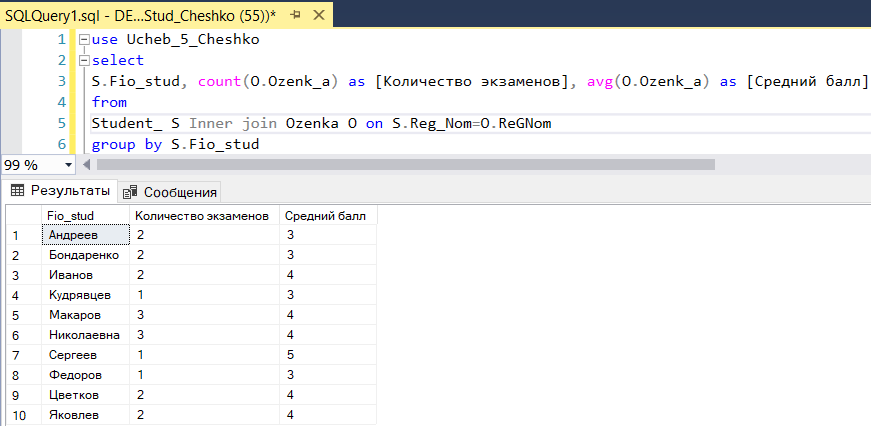 SQLQuery1.sql - DE...Stud_Cheshko (55))*
1 use Ucheb_5_Cheshko
2 select
3 S.Fio_stud, count(O.Ozenk_a) as [Количество экзаменов], avg(O.Ozenk_a) as [Средний балл]
4 from
5 Student_ S Inner join Ozenka O on S.Reg_Nom=O.ReGNom
6 group by S.Fio_stud
99 %
Результаты Сообщения
Fio_stud Количество экзаменов Средний балл
1 Андреев 2 3
2 Бондаренко 2 3
3 Иванов 2 4
4 Кудрявцев 1 3
5 Макаров 3 4
6 Николаевна 3 4
7 Сергеев 1 5
8 Федоров 1 3
9 Цветков 2 4
10 Яковлев 2 4